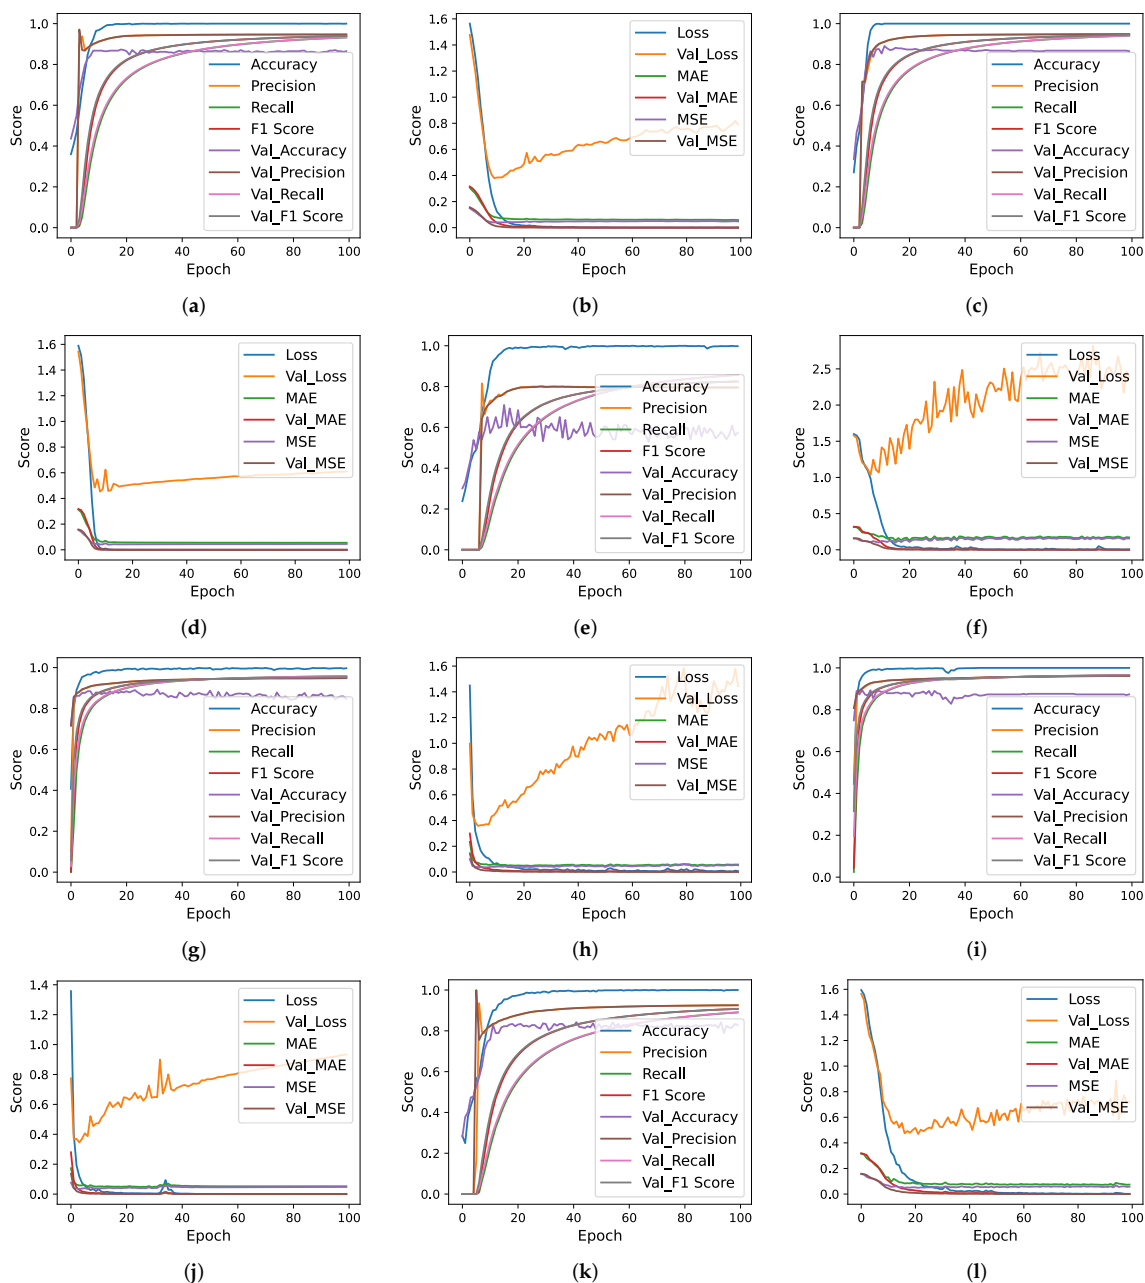 1.0
0.8
0.6
0.4
0.2
0.0
Score
0 20 40 60 80 100
Epoch
Accuracy
Precision
Recall
F1 Score
Val_Accuracy
Val_Precision
Val_Recall
Val_F1 Score
(a)
1.6
1.4
1.2
1.0
0.8
0.6
0.4
0.2
0.0
Score
0 20 40 60 80 100
Epoch
Loss
Val_Loss
MAE
Val_MAE
MSE
Val_MSE
(b)
1.0
0.8
0.6
0.4
0.2
0.0
Score
0 20 40 60 80 100
Epoch
Accuracy
Precision
Recall
F1 Score
Val_Accuracy
Val_Precision
Val_Recall
Val_F1 Score
(c)
1.6
1.4
1.2
1.0
0.8
0.6
0.4
0.2
0.0
Score
0 20 40 60 80 100
Epoch
Loss
Val_Loss
MAE
Val_MAE
MSE
Val_MSE
(d)
1.0
0.8
0.6
0.4
0.2
0.0
Score
0 20 40 60 80 100
Epoch
Accuracy
Precision
Recall
F1 Score
Val_Accuracy
Val_Precision
Val_Recall
Val_F1 Score
(e)
2.5
2.0
1.5
1.0
0.5
0.0
Score
0 20 40 60 80 100
Epoch
Loss
Val_Loss
MAE
Val_MAE
MSE
Val_MSE
(f)
1.0
0.8
0.6
0.4
0.2
0.0
Score
0 20 40 60 80 100
Epoch
Accuracy
Precision
Recall
F1 Score
Val_Accuracy
Val_Precision
Val_Recall
Val_F1 Score
(g)
1.6
1.4
1.2
1.0
0.8
0.6
0.4
0.2
0.0
Score
0 20 40 60 80 100
Epoch
Loss
Val_Loss
MAE
Val_MAE
MSE
Val_MSE
(h)
1.0
0.8
0.6
0.4
0.2
0.0
Score
0 20 40 60 80 100
Epoch
Accuracy
Precision
Recall
F1 Score
Val_Accuracy
Val_Precision
Val_Recall
Val_F1 Score
(i)
1.4
1.2
1.0
0.8
0.6
0.4
0.2
0.0
Score
0 20 40 60 80 100
Epoch
Loss
Val_Loss
MAE
Val_MAE
MSE
Val_MSE
(j)
1.0
0.8
0.6
0.4
0.2
0.0
Score
0 20 40 60 80 100
Epoch
Accuracy
Precision
Recall
F1 Score
Val_Accuracy
Val_Precision
Val_Recall
Val_F1 Score
(k)
1.6
1.4
1.2
1.0
0.8
0.6
0.4
0.2
0.0
Score
0 20 40 60 80 100
Epoch
Loss
Val_Loss
MAE
Val_MAE
MSE
Val_MSE
(l)